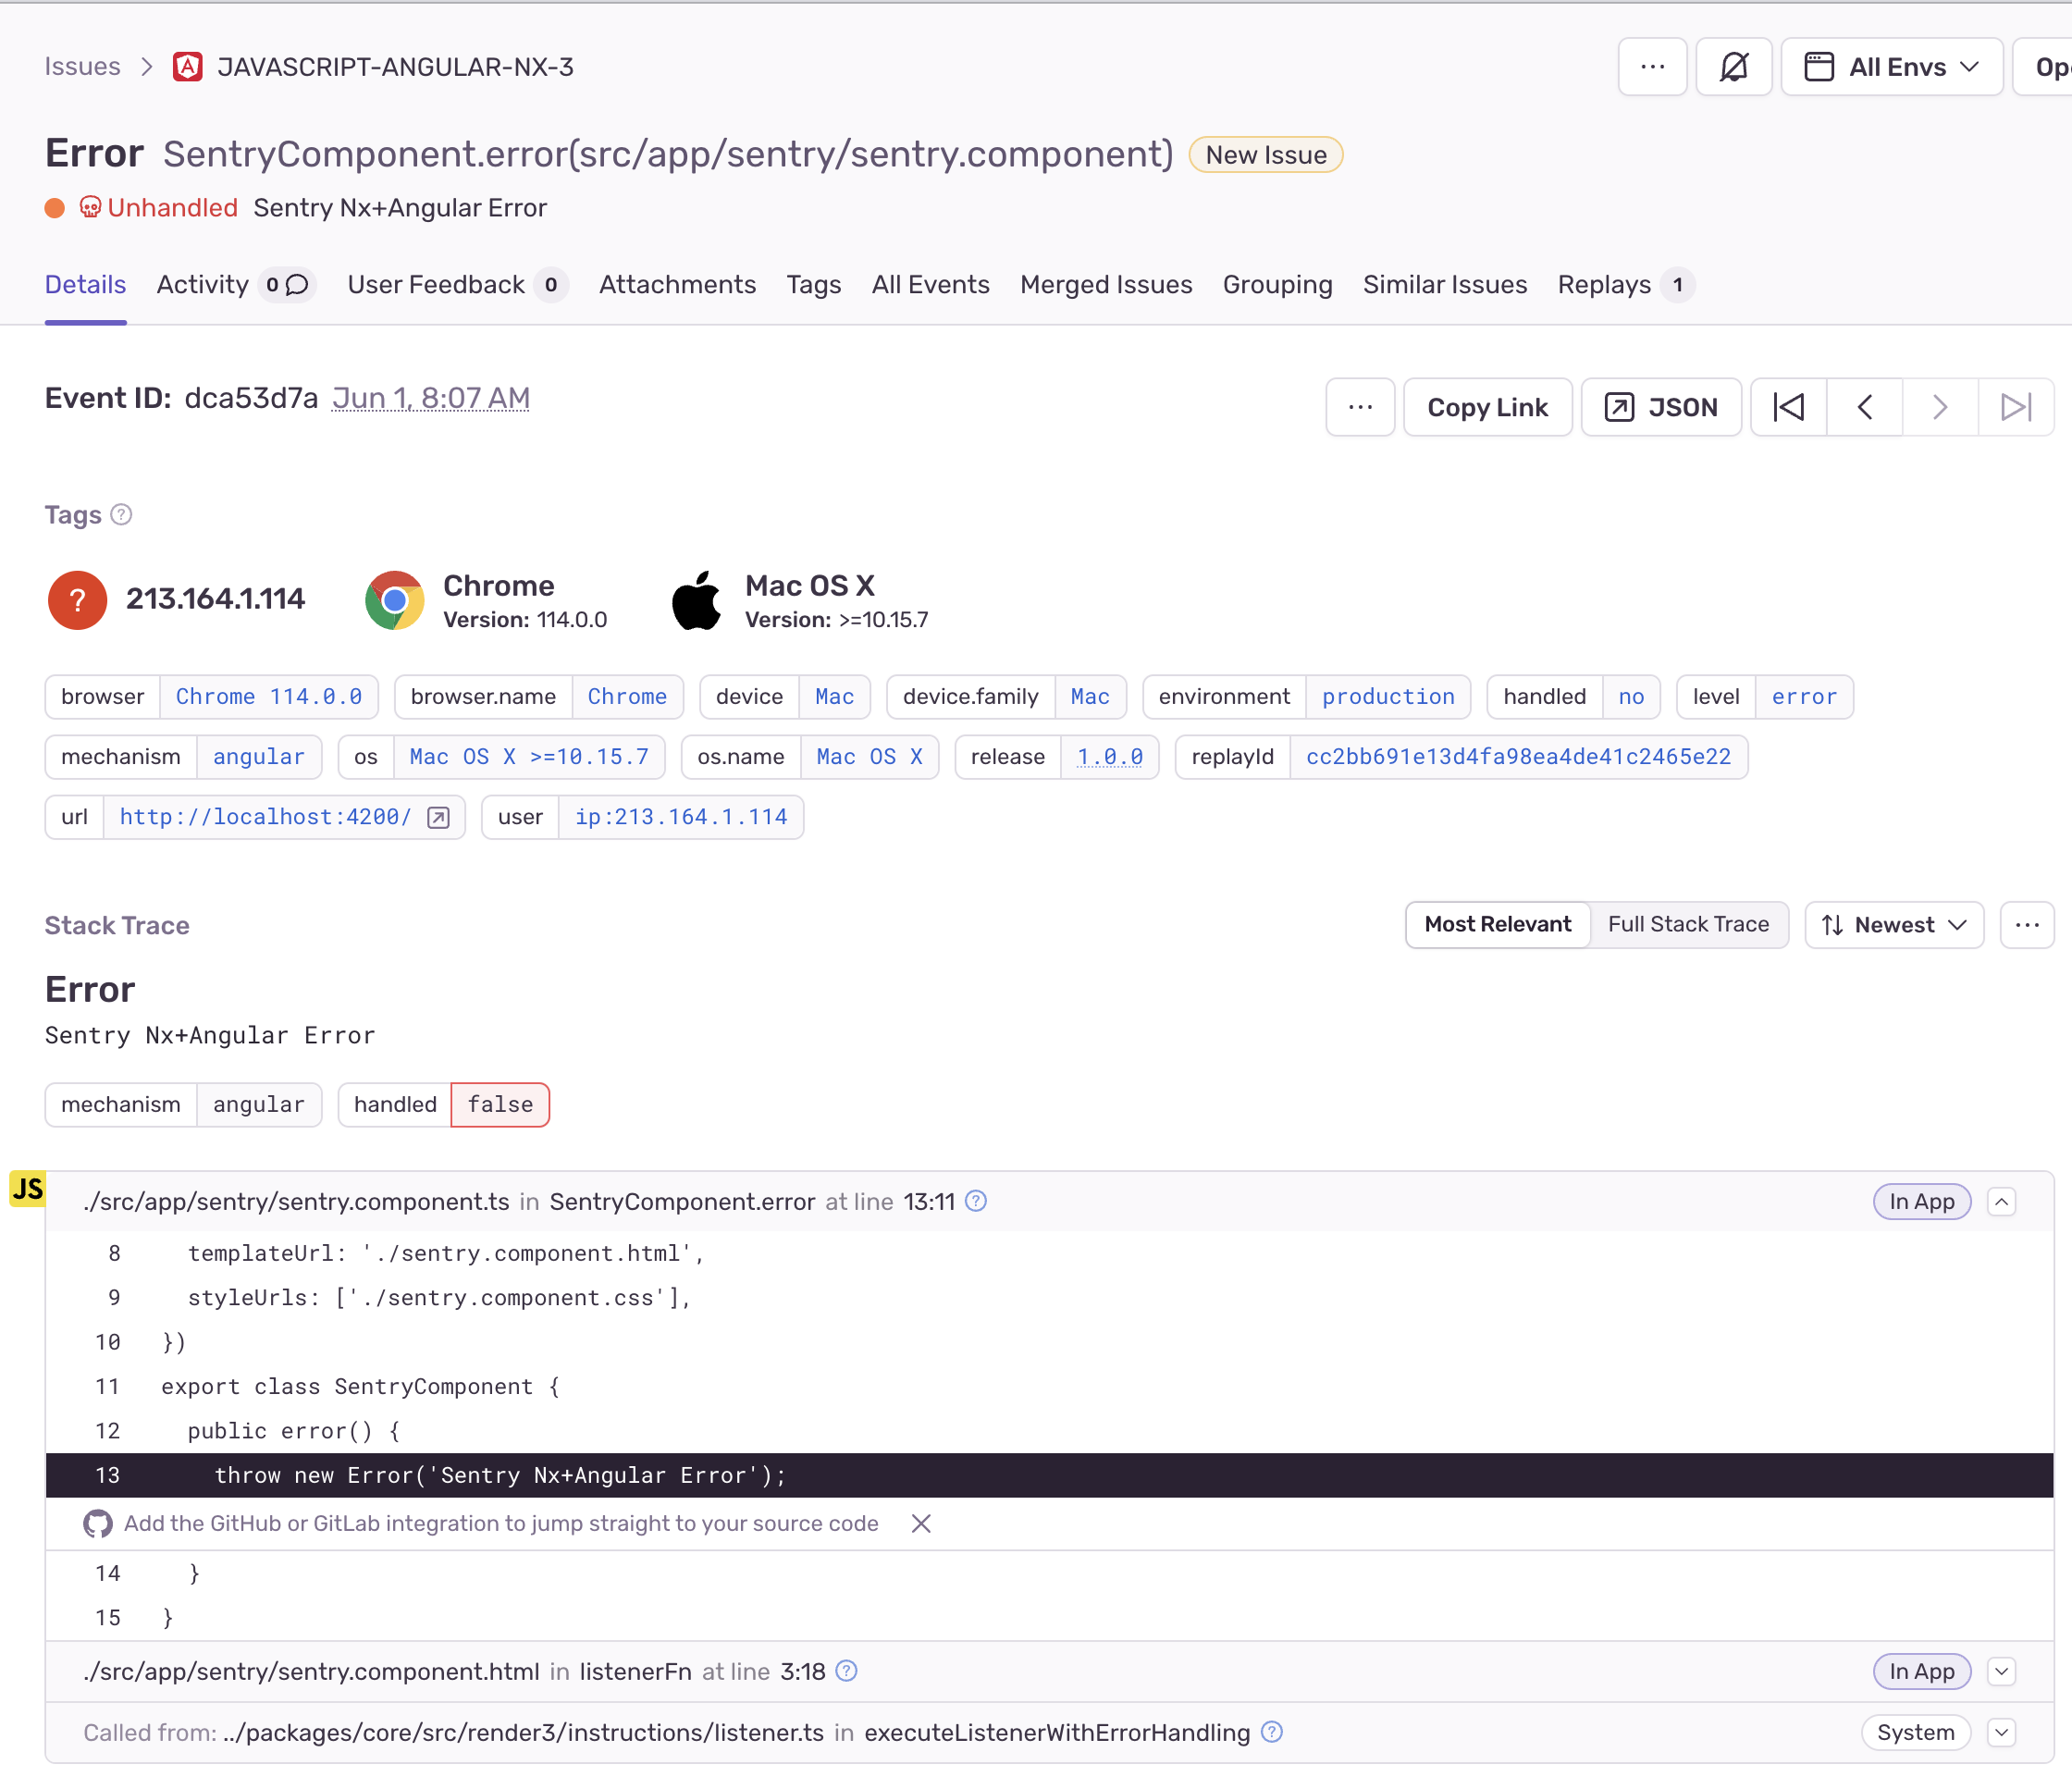 Issues > JAVASCRIPT-ANGULAR-NX-3 ... All Envs
Error SentryComponent.error(src/app/sentry/sentry.component) New Issue
Unhandled Sentry Nx+Angular Error
Details Activity 0 User Feedback 0 Attachments Tags All Events Merged Issues Grouping Similar Issues Replays 1
Event ID: dca53d7a Jun 1, 8:07 AM ... Copy Link JSON
Tags ?
? 213.164.1.114 Chrome Mac OS X
Version: 114.0.0 Version: >=10.15.7
browser Chrome 114.0.0 browser.name Chrome device Mac device.family Mac environment production handled no level error
mechanism angular os Mac OS X >=10.15.7 os.name Mac OS X release 1.0.0 replayId cc2bb691e13d4fa98ea4de41c2465e22
url http://localhost:4200/ user ip:213.164.1.114
Stack Trace Most Relevant Full Stack Trace Newest ...
Error
Sentry Nx+Angular Error
mechanism angular handled false
JS ./src/app/sentry/sentry.component.ts in SentryComponent.error at line 13:11 ? In App
8 templateUrl: './sentry.component.html',
9 styleUrls: ['./sentry.component.css'],
10 })
11 export class SentryComponent {
12 public error() {
13 throw new Error('Sentry Nx+Angular Error');
Add the GitHub or GitLab integration to jump straight to your source code
14 }
15 }
./src/app/sentry/sentry.component.html in listenerFn at line 3:18 ? In App
Called from: ../packages/core/src/render3/instructions/listener.ts in executeListenerWithErrorHandling ? System